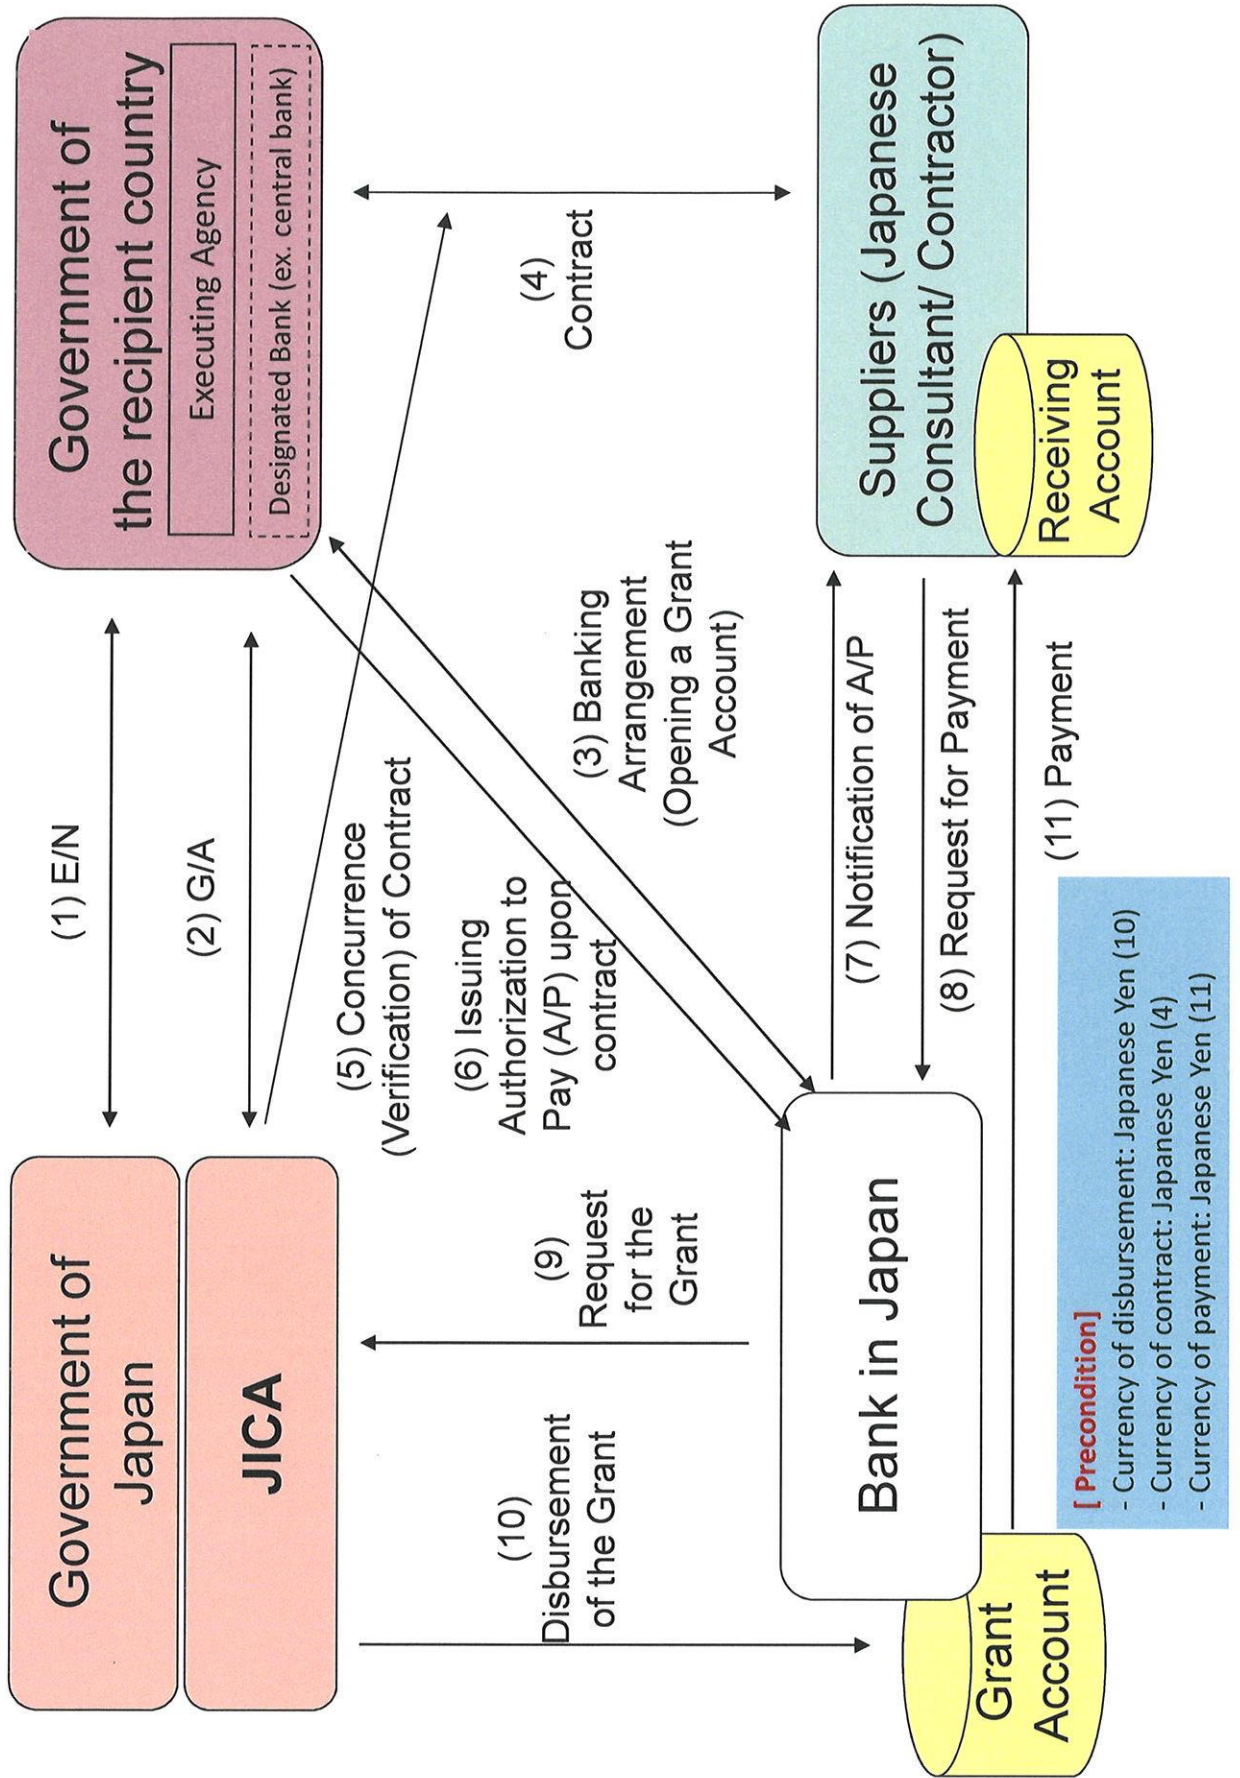 Government of
Japan
JICA
(1) E/N
(2) G/A
Government of
the recipient country
Executing Agency
Designated Bank (ex. central bank)
(5) Concurrence
(Verification) of Contract
(6) Issuing
Authorization to
Pay (A/P) upon
contract
(3) Banking
Arrangement
(Opening a Grant
Account)
(4)
Contract
(10)
Disbursement
of the Grant
(9)
Request
for the
Grant
Bank in Japan
Grant
Account
(7) Notification of A/P
(8) Request for Payment
(11) Payment
Suppliers (Japanese
Consultant/ Contractor)
Receiving
Account
[ Precondition]
- Currency of disbursement: Japanese Yen (10)
- Currency of contract: Japanese Yen (4)
- Currency of payment: Japanese Yen (11)